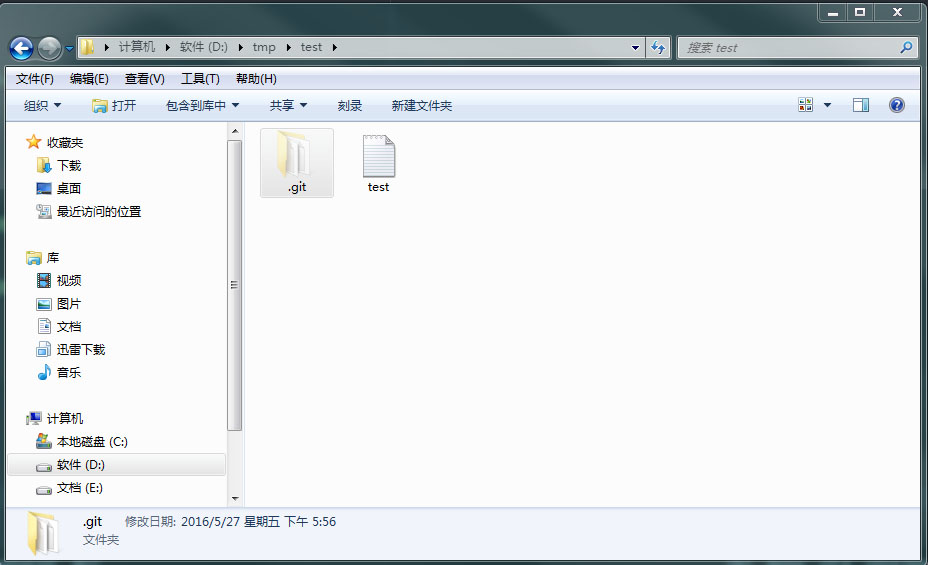 计算机 软件 (D:) tmp test
搜索 test
文件(F) 编辑(E) 查看(V) 工具(T) 帮助(H)
组织 打开 包含到库中 共享 刻录 新建文件夹
收藏夹
下载
桌面
最近访问的位置
库
视频
图片
文档
迅雷下载
音乐
计算机
本地磁盘 (C:)
软件 (D:)
文档 (E:)
.git test
.git 修改日期: 2016/5/27 星期五 下午 5:56
文件夹